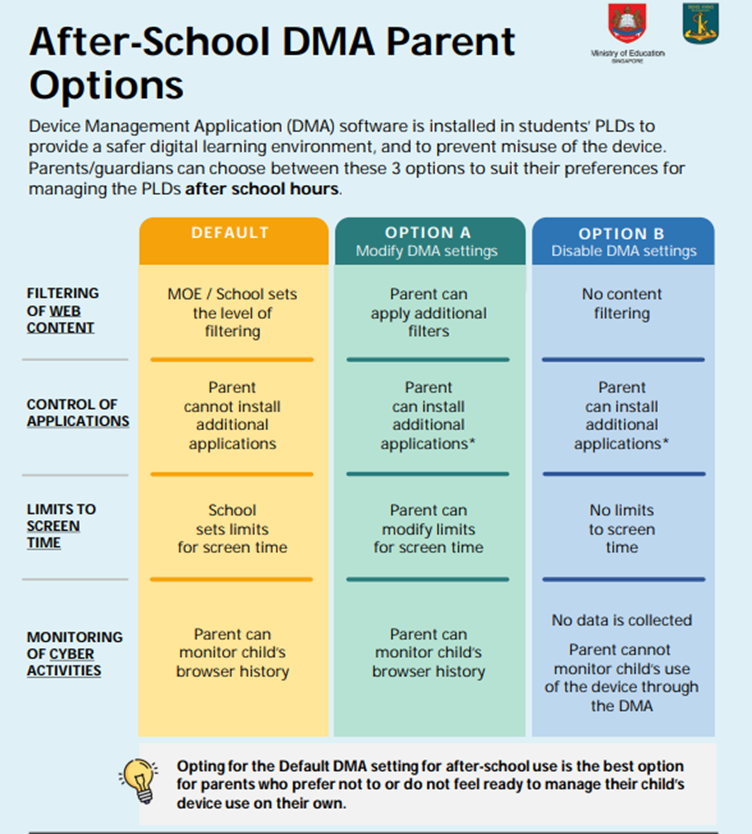 After-School DMA Parent
Options
Ministry of Education
SINGAPORE
Device Management Application (DMA) software is installed in students' PLDs to
provide a safer digital learning environment, and to prevent misuse of the device.
Parents/guardians can choose between these 3 options to suit their preferences for
managing the PLDs after school hours.
DEFAULT
OPTION A
Modify DMA settings
OPTION B
Disable DMA settings
FILTERING
OF WEB
CONTENT
MOE / School sets
the level of
filtering
Parent can
apply additional
filters
No content
filtering
CONTROL OF
APPLICATIONS
Parent
cannot install
additional
applications
Parent
can install
additional
applications*
Parent
can install
additional
applications*
LIMITS TO
SCREEN
TIME
School
sets limits
for screen time
Parent can
modify limits
for screen time
No limits
to screen
time
MONITORING
OF CYBER
ACTIVITIES
Parent can
monitor child's
browser history
Parent can
monitor child's
browser history
No data is collected
Parent cannot
monitor child's use
of the device through
the DMA
Opting for the Default DMA setting for after-school use is the best option
for parents who prefer not to or do not feel ready to manage their child's
device use on their own.